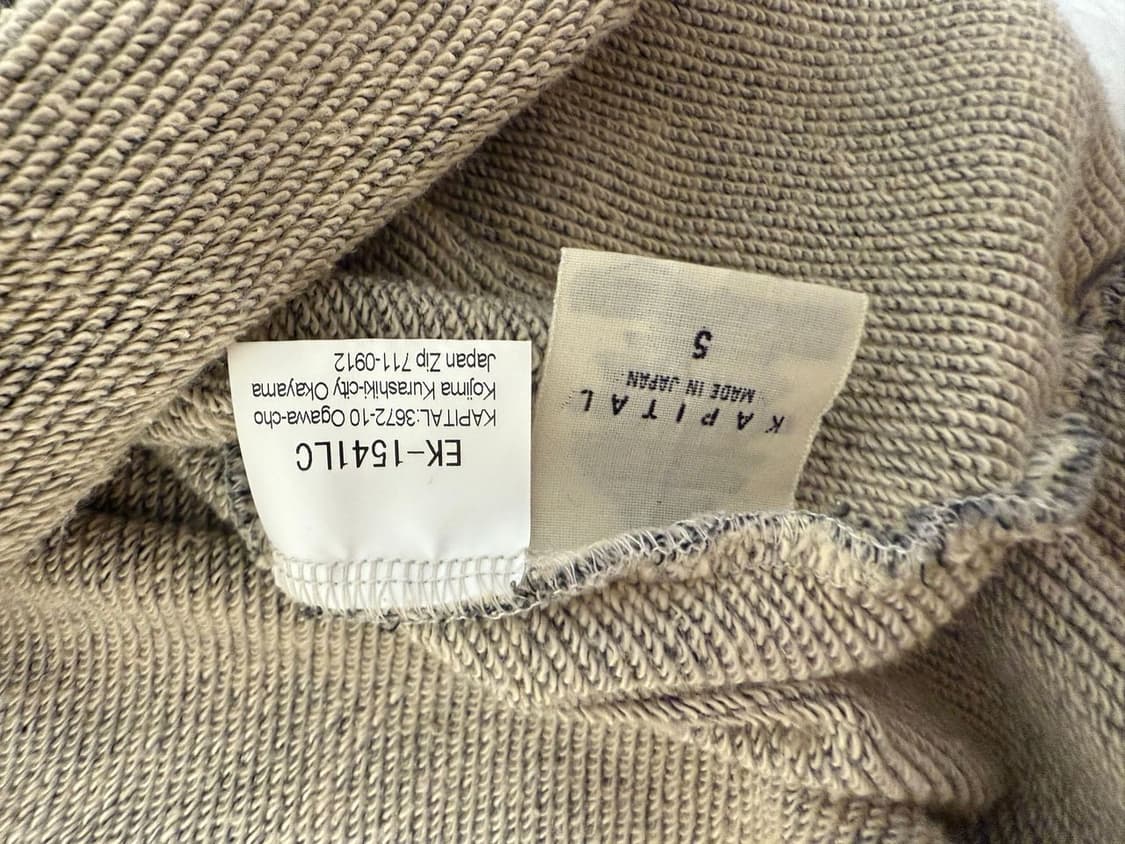 EK-1541LC
KAPITAL:3672-10 Ogawa-cho
Kojima Kurashiki-city Okayama
Japan Zip 711-0912
KAPITAL
MADE IN JAPAN
S